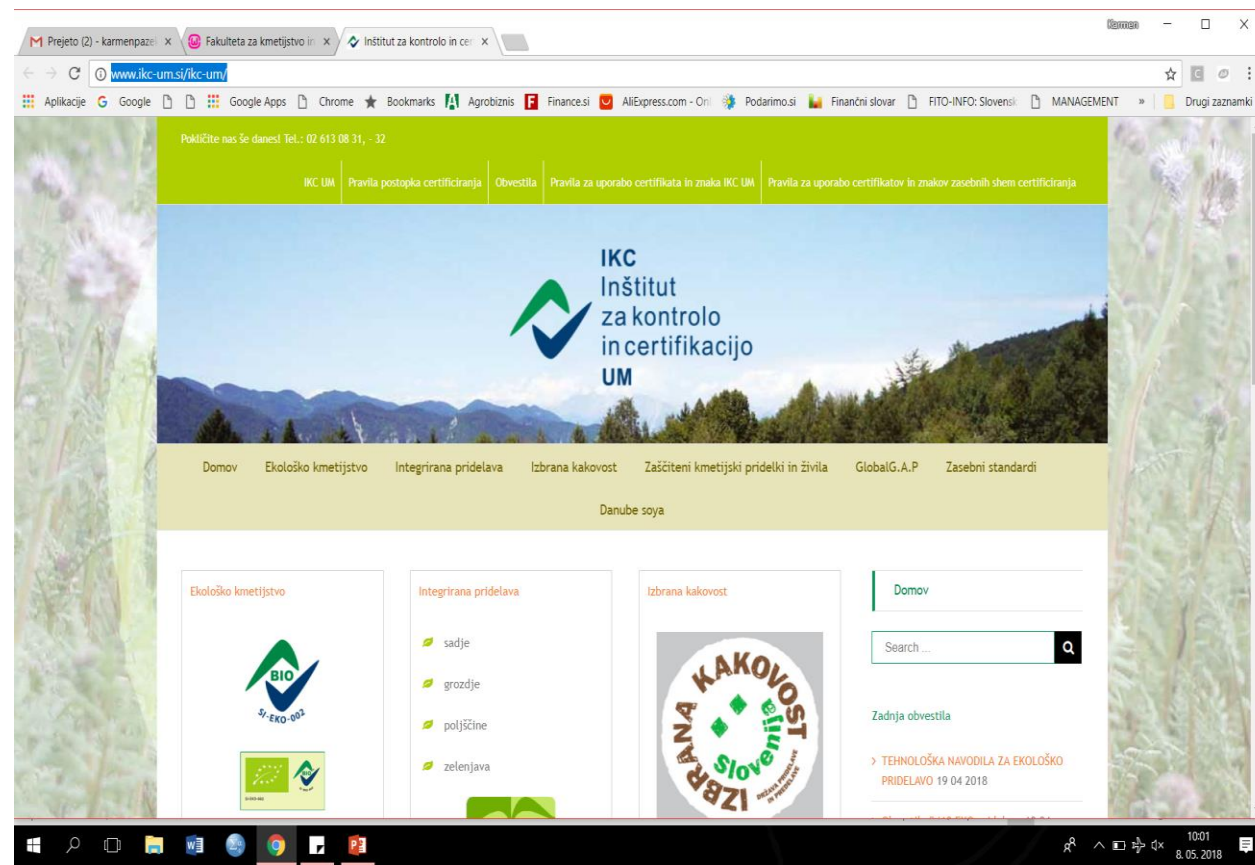 Karmen
Prejeto (2) - karmenpazek
Fakulteta za kmetijstvo in
Inštitut za kontrolo in cer
www.ikc-um.si/ikc-um/
Aplikacije
Google
Google Apps
Chrome
Bookmarks
Agrobiznis
Finance.si
AliExpress.com - Onl
Podarimo.si
Finančni slovar
FITO-INFO: Slovensk
MANAGEMENT
»
Drugi zaznamki
Pokličite nas še danes! Tel.: 02 613 08 31, - 32
IKC UM
Pravila postopka certificiranja
Obvestila
Pravila za uporabo certifikata in znaka IKC UM
Pravila za uporabo certifikatov in znakov zasebnih shem certificiranja
IKC
Inštitut
za kontrolo
in certifikacijo
UM
Domov
Ekološko kmetijstvo
Integrirana pridelava
Izbrana kakovost
Zaščiteni kmetijski pridelki in živila
GlobalG.A.P
Zasebni standardi
Danube soya
Ekološko kmetijstvo
BIO
SI-EKO-002
Integrirana pridelava
sadje
grozdje
poljščine
zelenjava
Izbrana kakovost
IZBRANA KAKOVOST
Slovenija
DRŽAVA PRIDELAVE
IN PREDELAVE
Domov
Search ...
Zadnja obvestila
TEHNOLOŠKA NAVODILA ZA EKOLOŠKO
PRIDELAVO 19 04 2018
10:01
8. 05. 2018